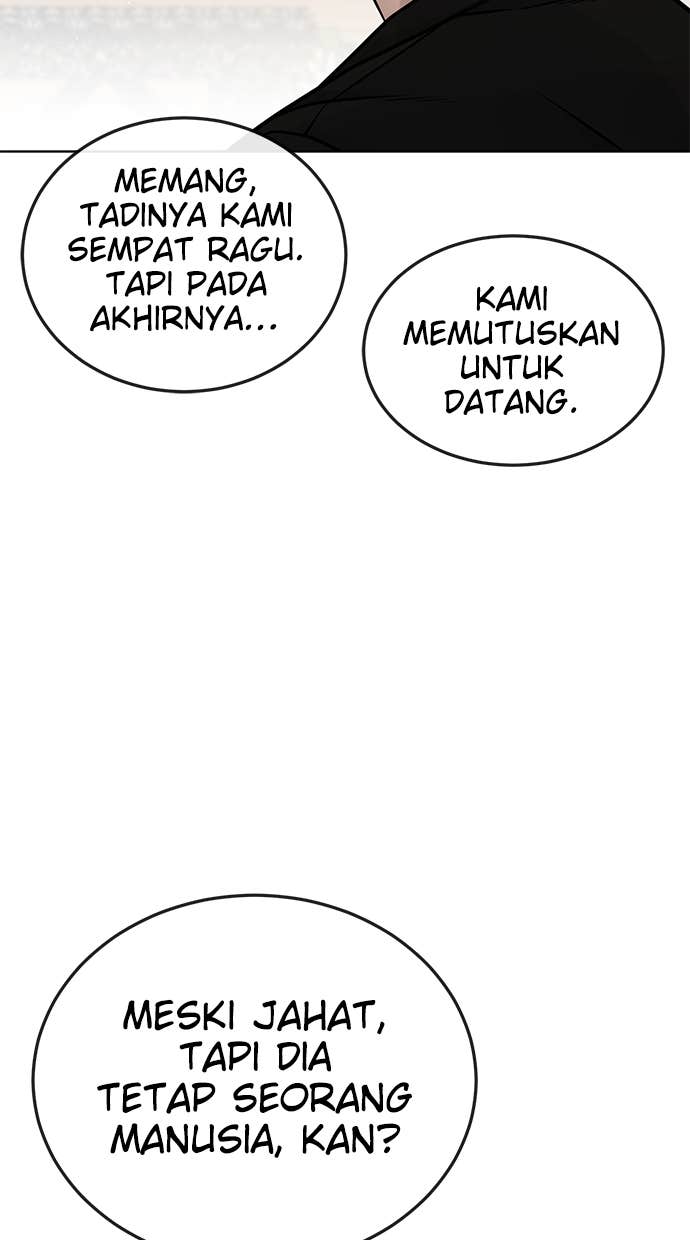 MEMANG,
TADINYA KAMI
SEMPAT RAGU.
TAPI PADA
AKHIRNYA...
KAMI
MEMUTUSKAN
UNTUK
DATANG.
MESKI JAHAT,
TAPI DIA
TETAP SEORANG
MANUSIA, KAN?